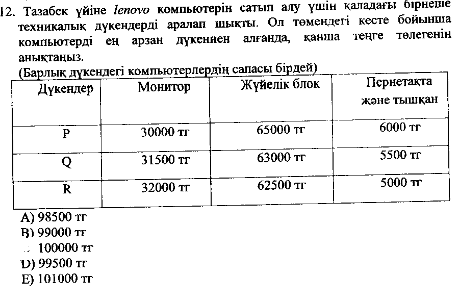 12. Тазабек үйіне lenovo компьютерін сатып алу үшін қаладағы бірнеше
техникалық дүкендерді аралап шықты. Ол төмендегі кесте бойынша
компьютерді ең арзан дүкеннен алғанда, қанша теңге төлегенін
анықтаңыз.
(Барлық дүкендегі компьютерлердің сапасы бірдей)
Дүкендер Монитор Жүйелік блок Пернетақта
және тышқан
P 30000 тг 65000 тг 6000 тг
Q 31500 тг 63000 тг 5500 тг
R 32000 тг 62500 тг 5000 тг
A) 98500 тг
B) 99000 тг
100000 тг
D) 99500 тг
E) 101000 тг